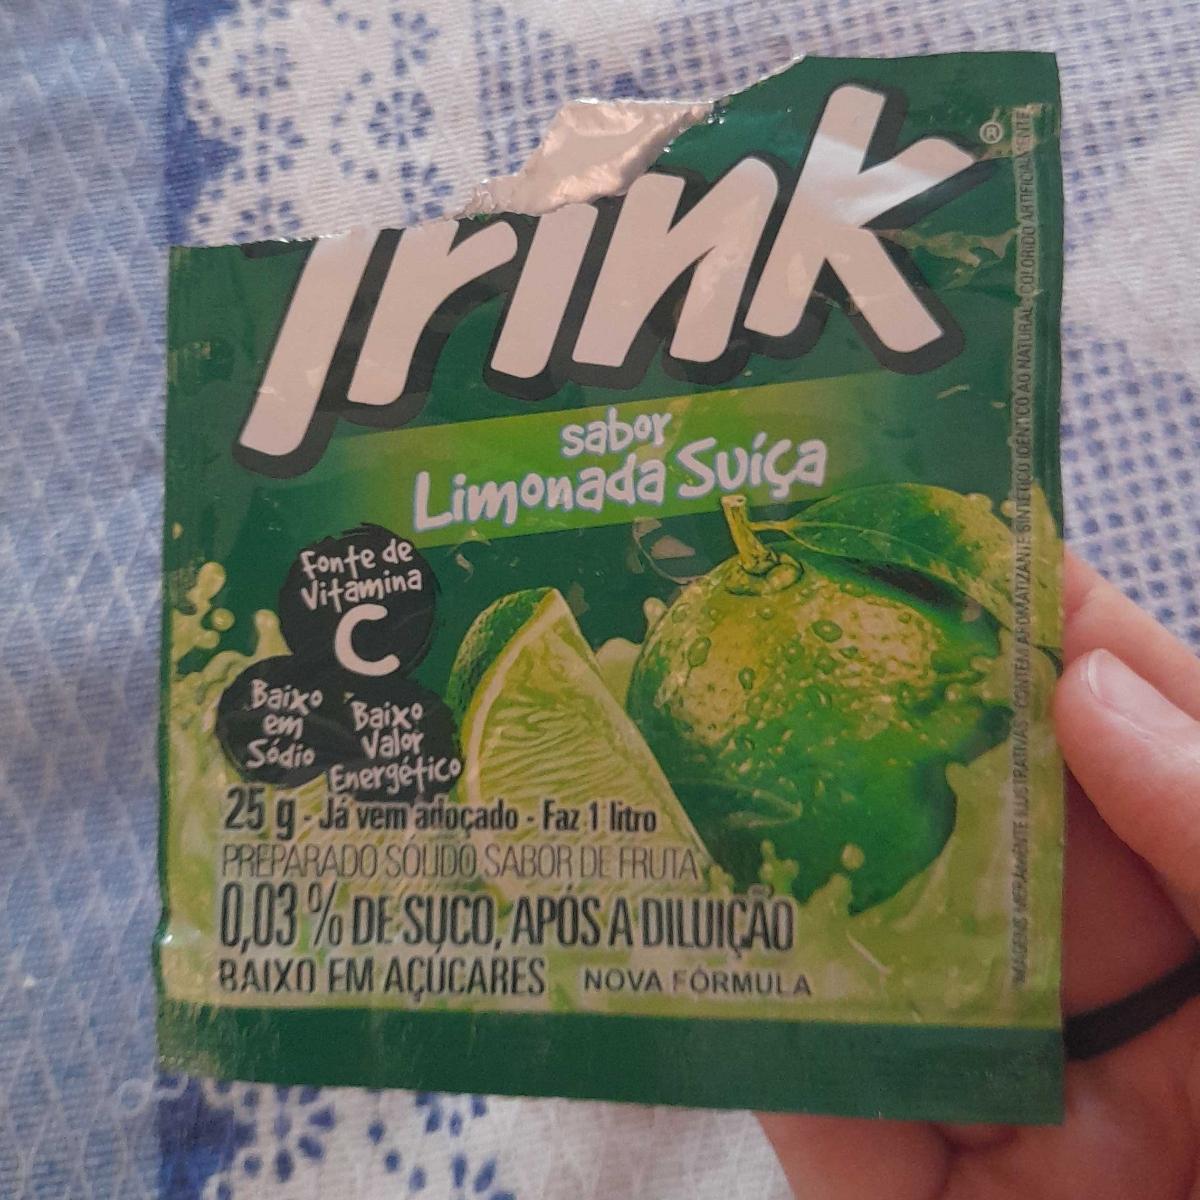 Trink®
sabor
Limonada Suíça
Fonte de
Vitamina
C
Baixo
em
Sódio
Baixo
Valor
Energético
25 g - Já vem adoçado - Faz 1 litro
PREPARADO SÓLIDO SABOR DE FRUTA
0,03 % DE SUCO, APÓS A DILUIÇÃO
BAIXO EM AÇÚCARES NOVA FÓRMULA
IMAGENS MERAMENTE ILUSTRATIVAS - CONTÉM AROMATIZANTE SINTÉTICO IDÊNTICO AO NATURAL - COLORIDO ARTIFICIALMENTE